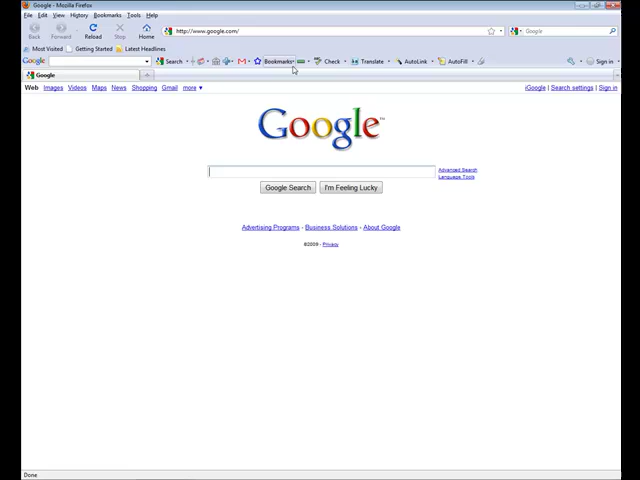 Google - Mozilla Firefox
File Edit View History Bookmarks Tools Help
Back Forward Reload Stop Home http://www.google.com/ Google
Most Visited Getting Started Latest Headlines
Google Search Bookmarks Check Translate AutoLink AutoFill Sign in
Google
Web Images Videos Maps News Shopping Gmail more ▼ iGoogle | Search settings | Sign in
Google™
Advanced Search
Language Tools
Google Search I'm Feeling Lucky
Advertising Programs - Business Solutions - About Google
©2009 - Privacy
Done